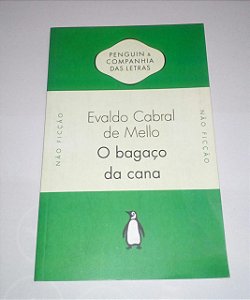 PENGUIN &
COMPANHIA
DAS LETRAS
Evaldo Cabral
de Mello
O bagaço
da cana
NÃO FICÇÃO
NÃO FICÇÃO